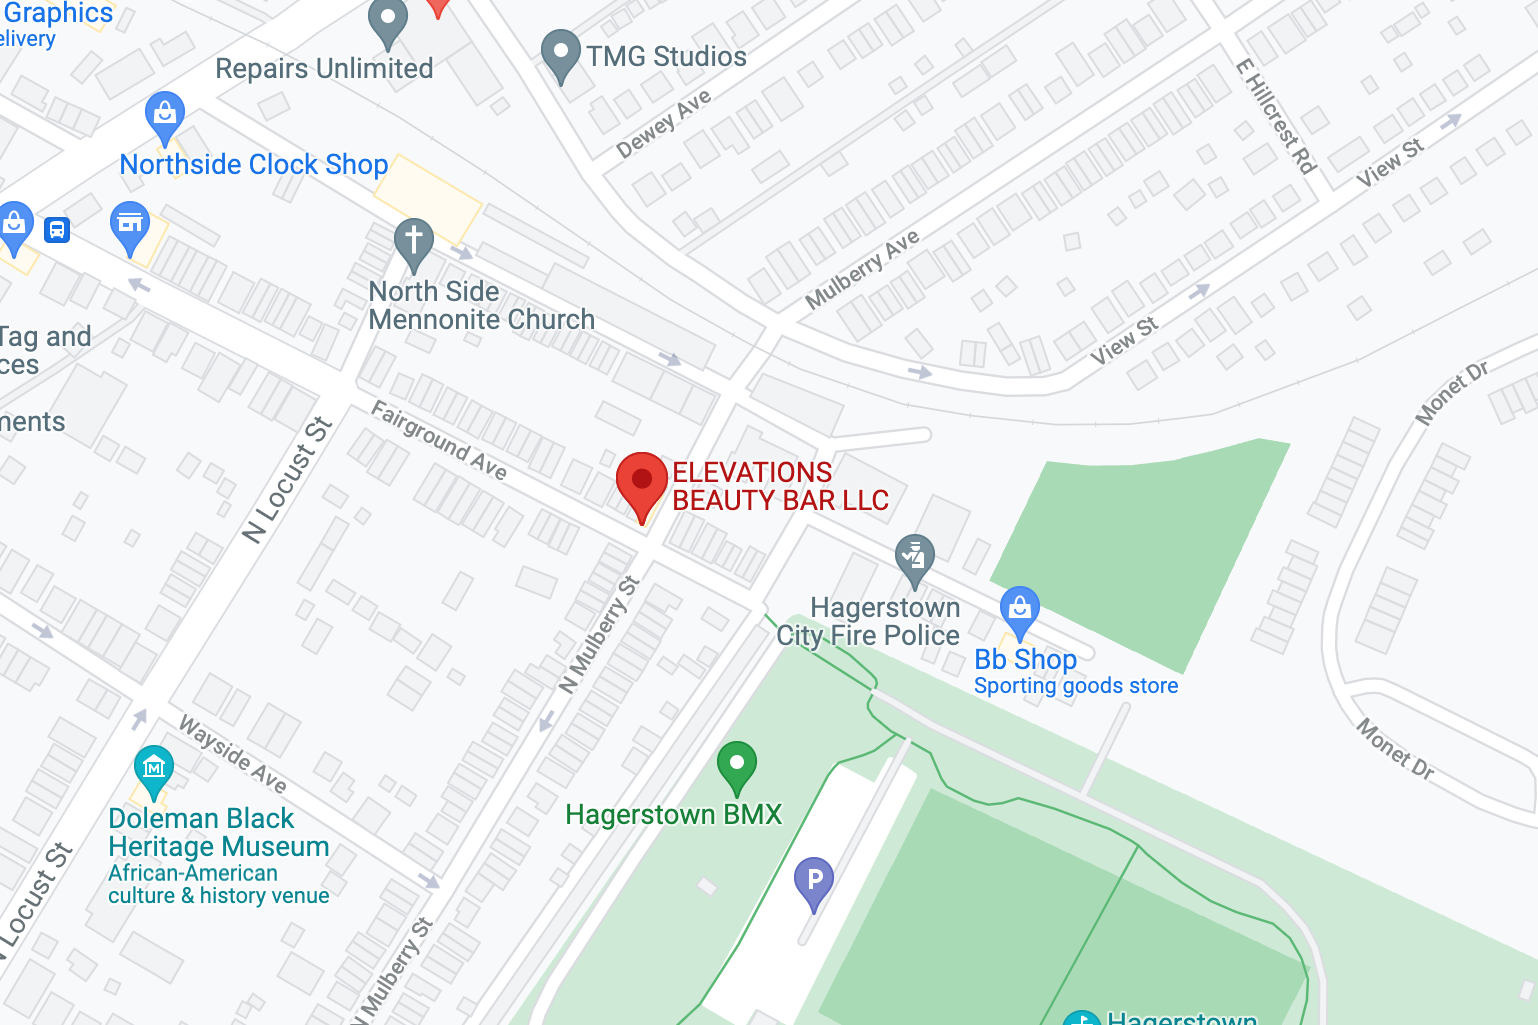 Graphics
elivery
Repairs Unlimited
TMG Studios
Dewey Ave
E Hillcrest Rd
View St
Northside Clock Shop
North Side
Mennonite Church
Mulberry Ave
View St
Tag and
ces
ments
Monet Dr
Fairground Ave
N Locust St
ELEVATIONS
BEAUTY BAR LLC
Hagerstown
City Fire Police
Bb Shop
Sporting goods store
N Mulberry St
Wayside Ave
Monet Dr
Doleman Black
Heritage Museum
African-American
culture & history venue
Hagerstown BMX
P
N Locust St
N Mulberry St
Hagerstown